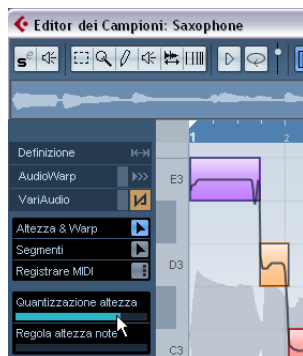 Editor dei Campioni: Saxophone
1 2
Definizione
AudioWarp
VariAudio
E3
Altezza & Warp
Segmenti
D3
Registrare MIDI
Quantizzazione altezza
Regola altezza note
C3